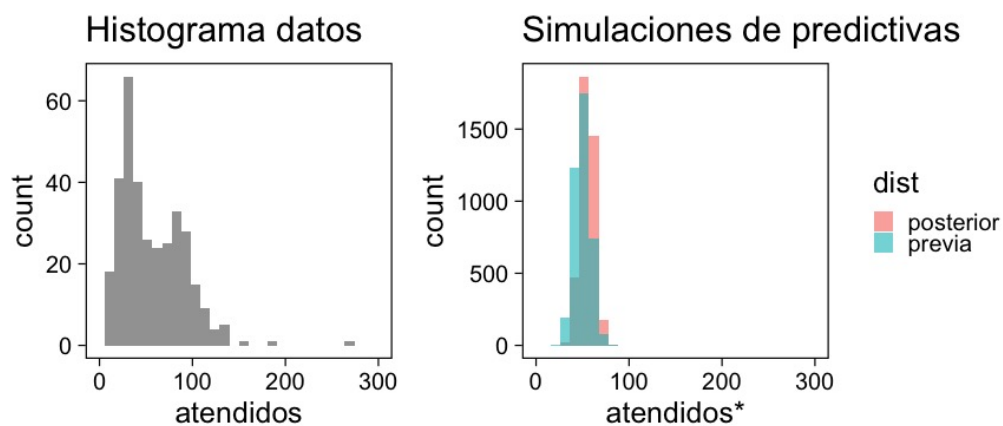 Histograma datos
Simulaciones de predictivas
count
60
40
20
0
0 100 200 300
atendidos
count
1500
1000
500
0
0 100 200 300
atendidos*
dist
posterior
previa